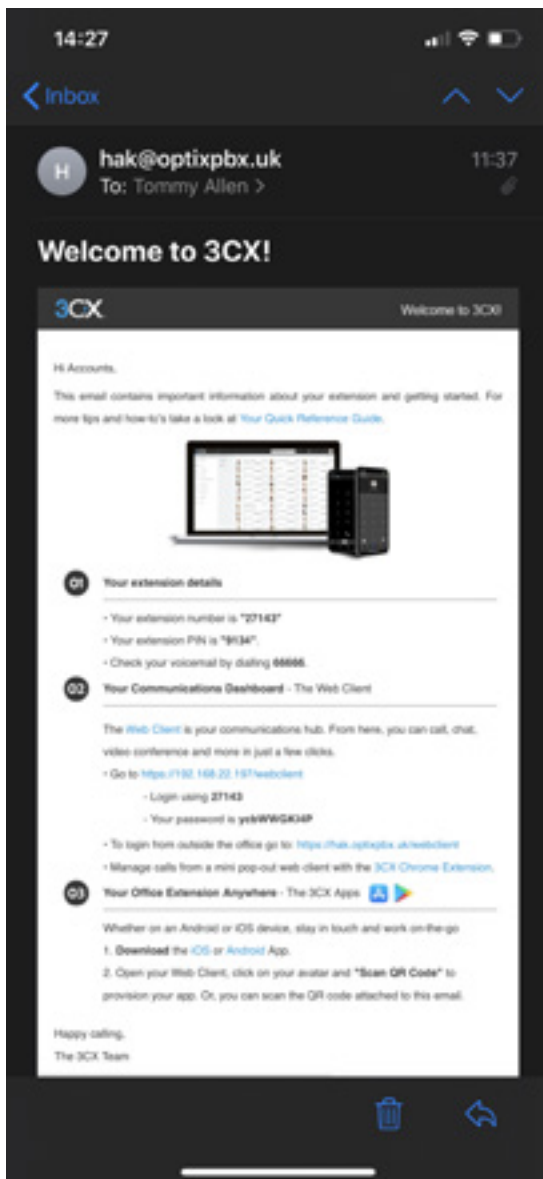 14:27
Inbox
H
hak@optixpbx.uk
11:37
To: Tommy Allen >
Welcome to 3CX!
3CX
Welcome to 3CX!
Hi Accounts,
This email contains important information about your extension and getting started. For
more tips and how-to's take a look at Your Quick Reference Guide.
01 Your extension details
• Your extension number is "27143"
• Your extension PIN is "9134".
• Check your voicemail by dialling 66666.
02 Your Communications Dashboard - The Web Client
The Web Client is your communications hub. From here, you can call, chat,
video conference and more in just a few clicks.
• Go to https://192.168.22.197/webclient
- Login using 27143
- Your password is
• To login from outside the office go to: https://hak.optixpbx.uk/webclient
• Manage calls from a mini pop-out web client with the 3CX Chrome Extension.
03 Your Office Extension Anywhere - The 3CX Apps
Whether on an Android or iOS device, stay in touch and work on-the-go
1. Download the iOS or Android App.
2. Open your Web Client, click on your avatar and "Scan QR Code" to
provision your app. Or, you can scan the QR code attached to this email.
Happy calling,
The 3CX Team